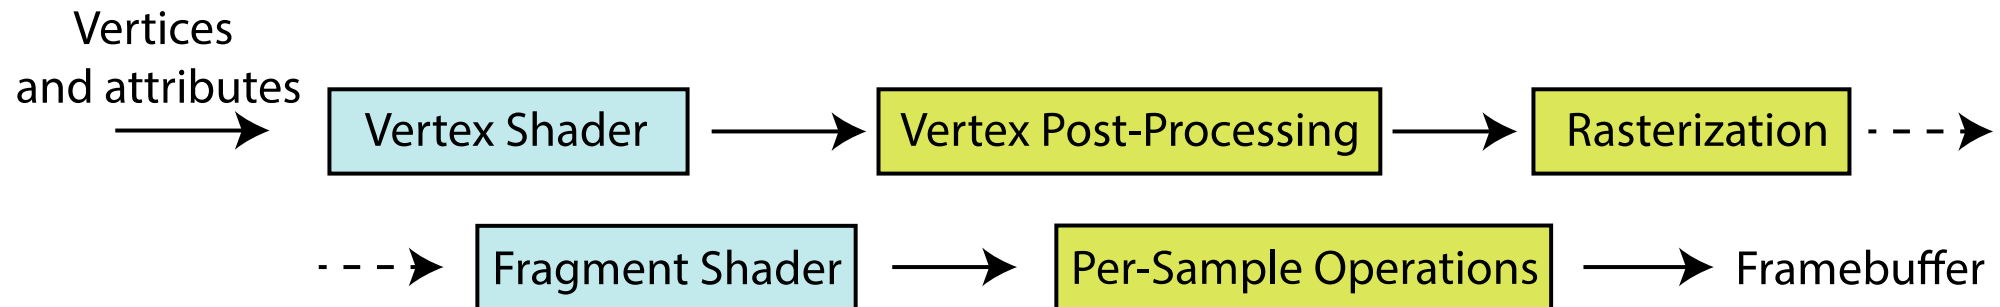 Vertices
and attributes
Vertex Shader
Vertex Post-Processing
Rasterization
Fragment Shader
Per-Sample Operations
Framebuffer